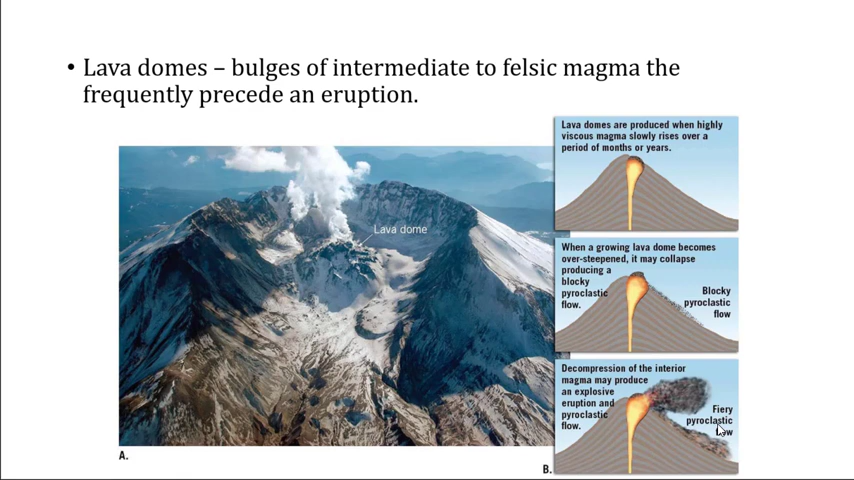 • Lava domes – bulges of intermediate to felsic magma the
frequently precede an eruption.
Lava dome
A.
Lava domes are produced when highly
viscous magma slowly rises over a
period of months or years.
When a growing lava dome becomes
over-steepened, it may collapse
producing a
blocky
pyroclastic
flow.
Blocky
pyroclastic
flow
Decompression of the interior
magma may produce
an explosive
eruption and
pyroclastic
flow.
Fiery
pyroclastic
flow
B.